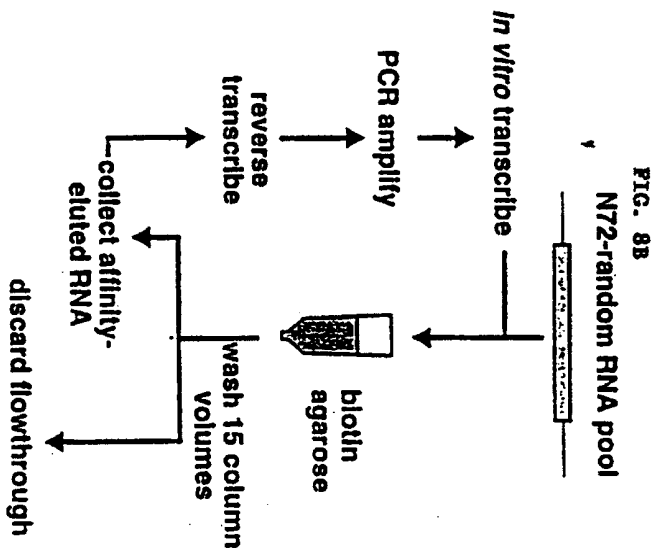 FIG. 8B
N72-random RNA pool
In vitro transcribe
PCR amplify
reverse
transcribe
biotin
agarose
wash 15 column
volumes
collect affinity-
eluted RNA
discard flowthrough